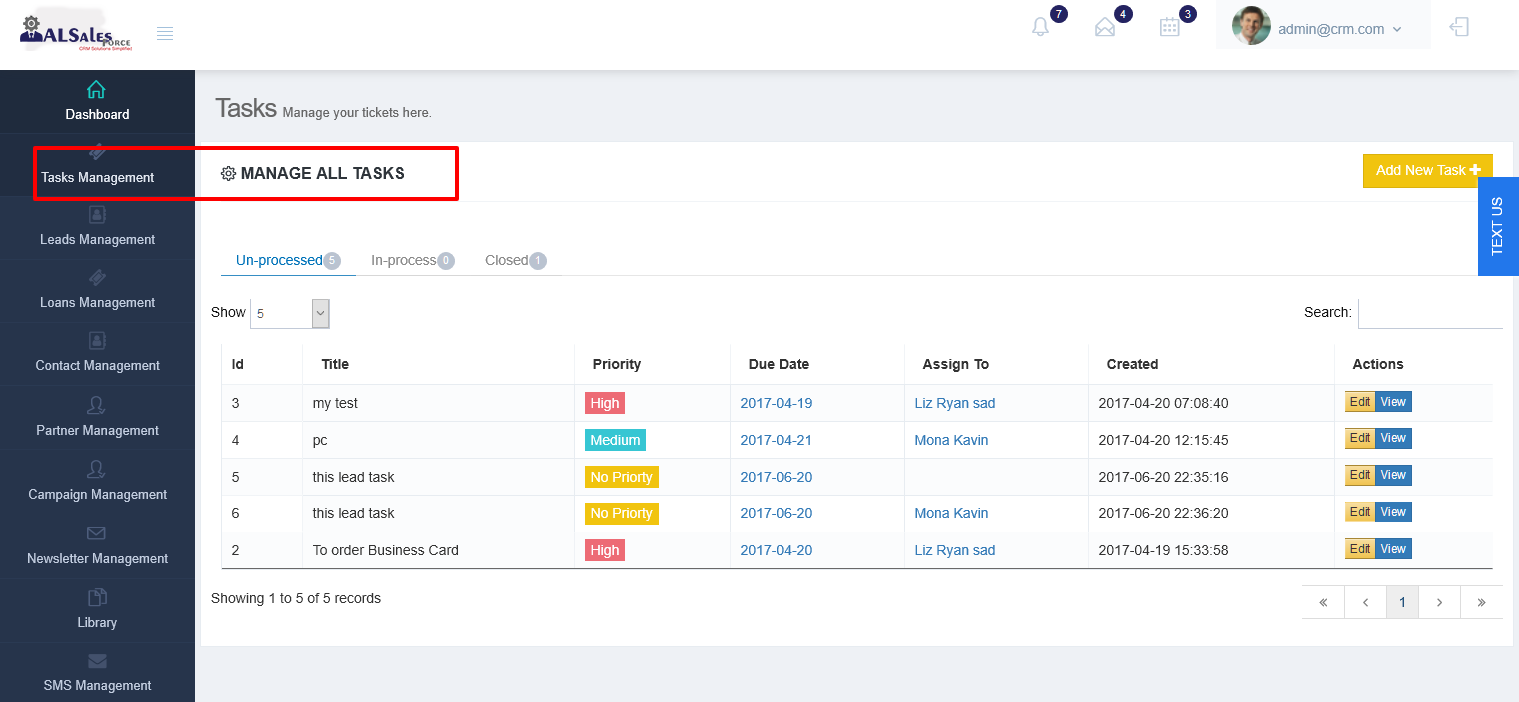 ALSales
FORCE
CRM Solutions Simplified
7
4
3
admin@crm.com
Dashboard
Tasks Management
Leads Management
Loans Management
Contact Management
Partner Management
Campaign Management
Newsletter Management
Library
SMS Management
Tasks Manage your tickets here.
MANAGE ALL TASKS
Add New Task
TEXT US
Un-processed 5 In-process 0 Closed 1
Show 5 Search:
Id Title Priority Due Date Assign To Created Actions
3 my test High 2017-04-19 Liz Ryan sad 2017-04-20 07:08:40 Edit View
4 pc Medium 2017-04-21 Mona Kavin 2017-04-20 12:15:45 Edit View
5 this lead task No Priorty 2017-06-20 2017-06-20 22:35:16 Edit View
6 this lead task No Priorty 2017-06-20 Mona Kavin 2017-06-20 22:36:20 Edit View
2 To order Business Card High 2017-04-20 Liz Ryan sad 2017-04-19 15:33:58 Edit View
Showing 1 to 5 of 5 records
« ‹ 1 › »